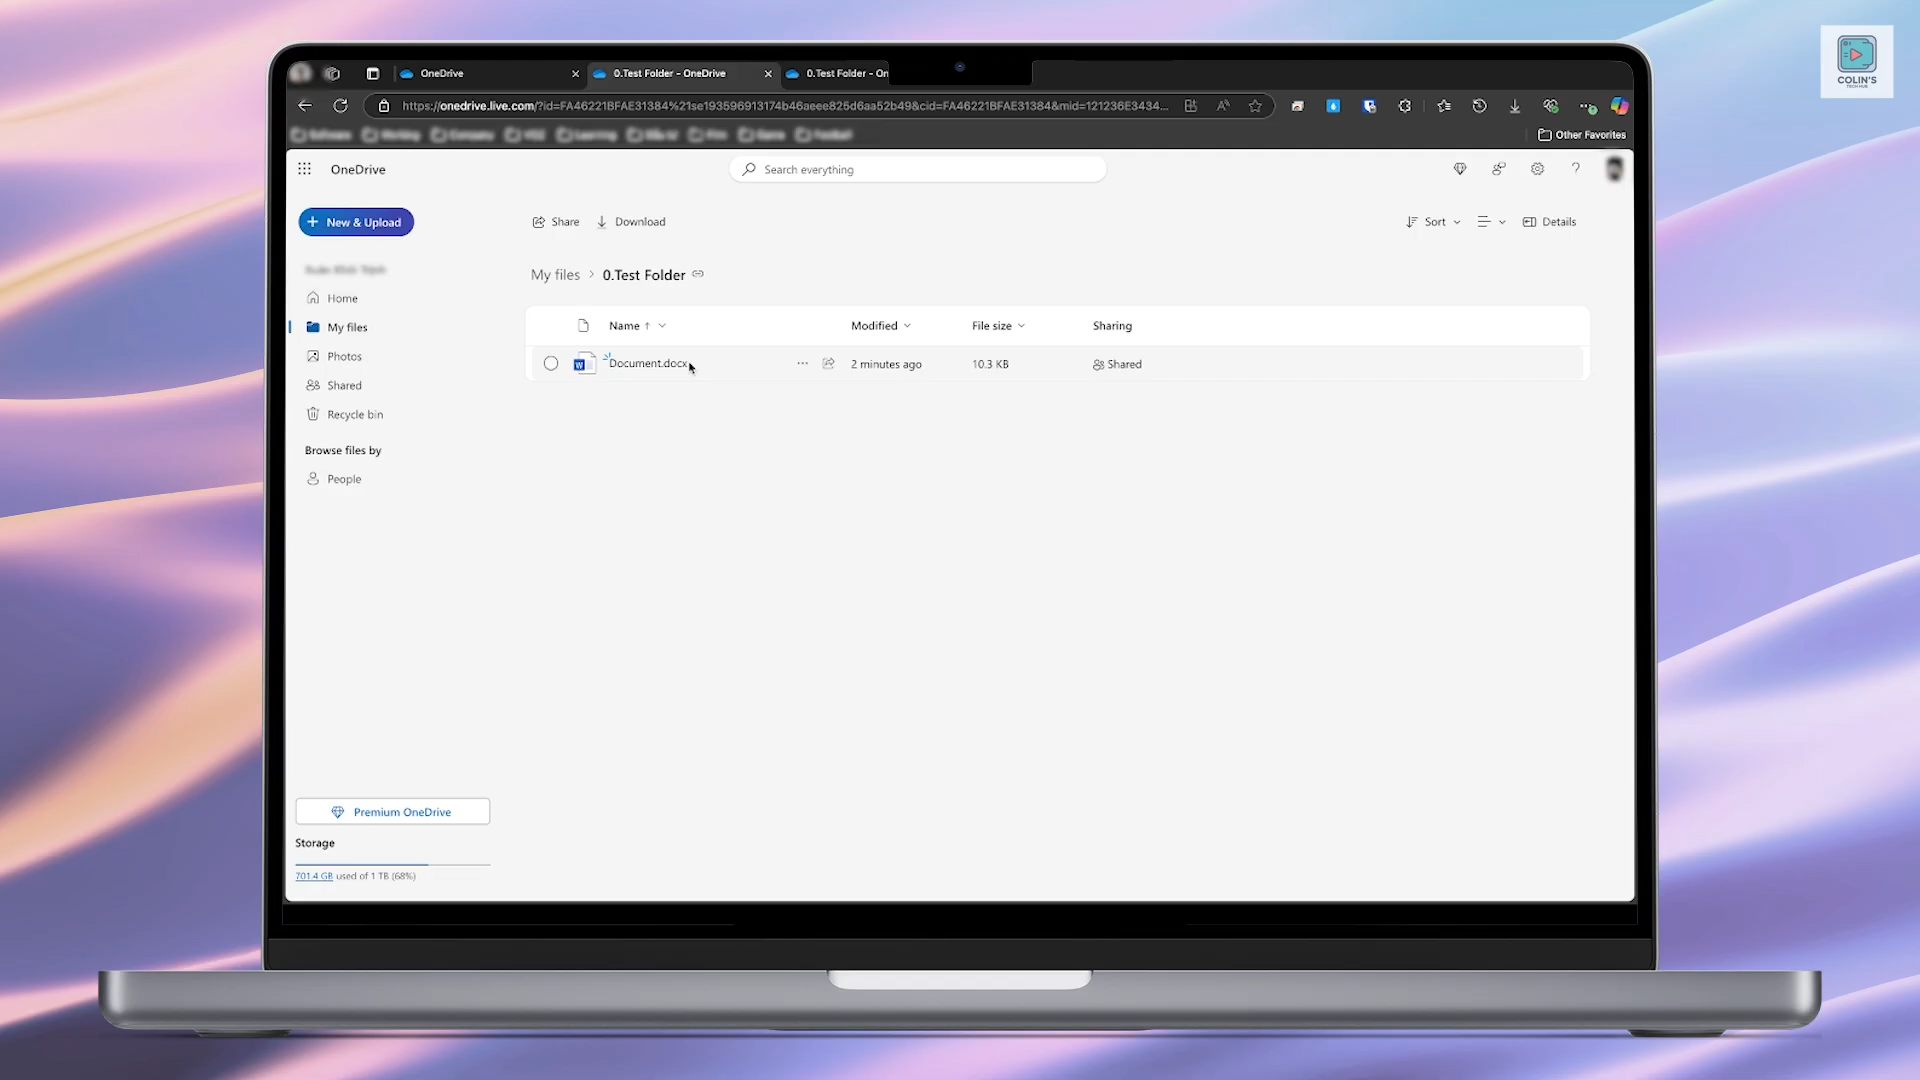 COLIN'S
TECH HUB
OneDrive
0.Test Folder - OneDrive
0.Test Folder - On
https://onedrive.live.com/?id=FA46221BFAE31384%21se193596913174b46aeee825d6aa52b49&cid=FA46221BFAE31384&mid=121236E3434...
Other Favorites
OneDrive
Search everything
?
New & Upload
Share
Download
Sort
Details
My files > 0.Test Folder
Home
My files
Photos
Shared
Recycle bin
Browse files by
People
Name
Modified
File size
Sharing
Document.docx
2 minutes ago
10.3 KB
Shared
Premium OneDrive
Storage
701.4 GB used of 1 TB (68%)